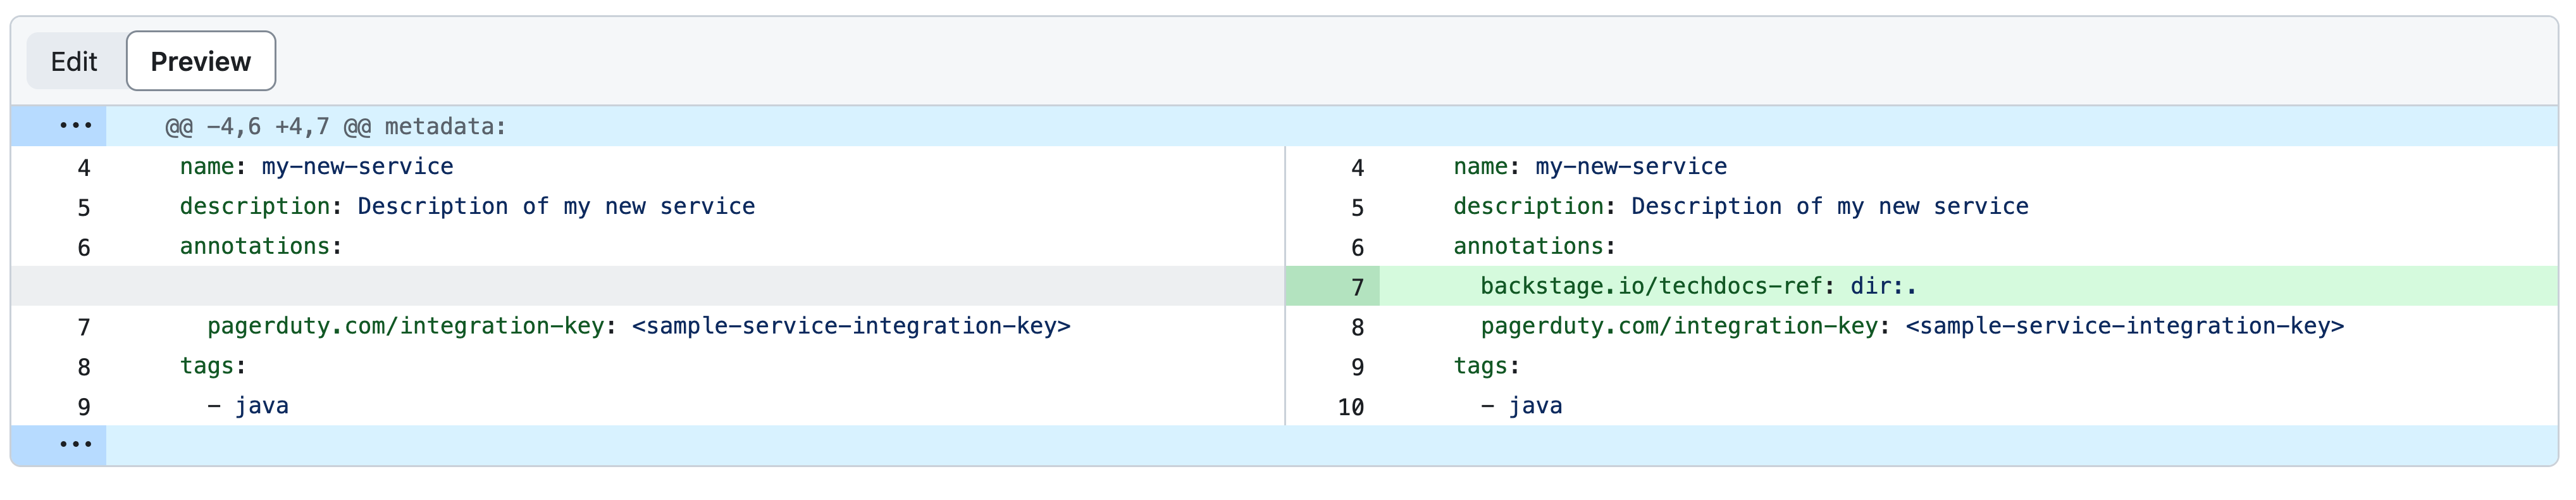 Edit Preview
... @@ -4,6 +4,7 @@ metadata:
4 name: my-new-service 4 name: my-new-service
5 description: Description of my new service 5 description: Description of my new service
6 annotations: 6 annotations:
7 backstage.io/techdocs-ref: dir:.
7 pagerduty.com/integration-key: <sample-service-integration-key> 8 pagerduty.com/integration-key: <sample-service-integration-key>
8 tags: 9 tags:
9 - java 10 - java
...